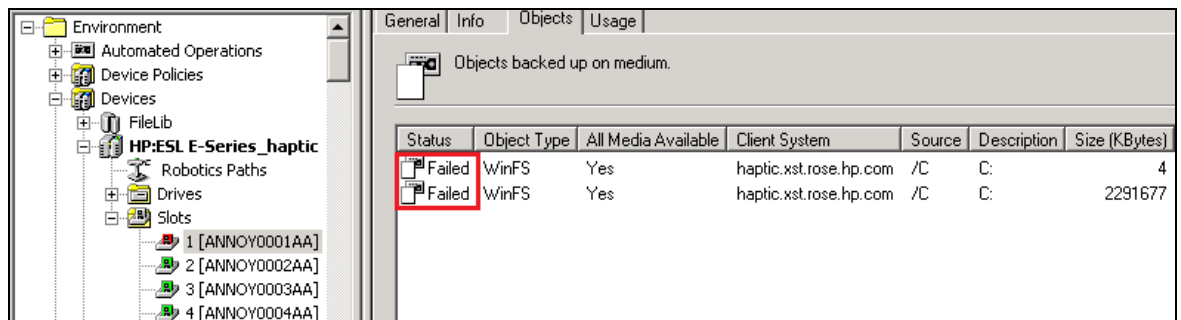 Environment
Automated Operations
Device Policies
Devices
FileLib
HP:ESL E-Series_haptic
Robotics Paths
Drives
Slots
1 [ANNOY0001AA]
2 [ANNOY0002AA]
3 [ANNOY0003AA]
4 [ANNOY0004AA]
General Info Objects Usage
Objects backed up on medium.
Status Object Type All Media Available Client System Source Description Size (KBytes)
Failed WinFS Yes haptic.xst.rose.hp.com /C C: 4
Failed WinFS Yes haptic.xst.rose.hp.com /C C: 2291677